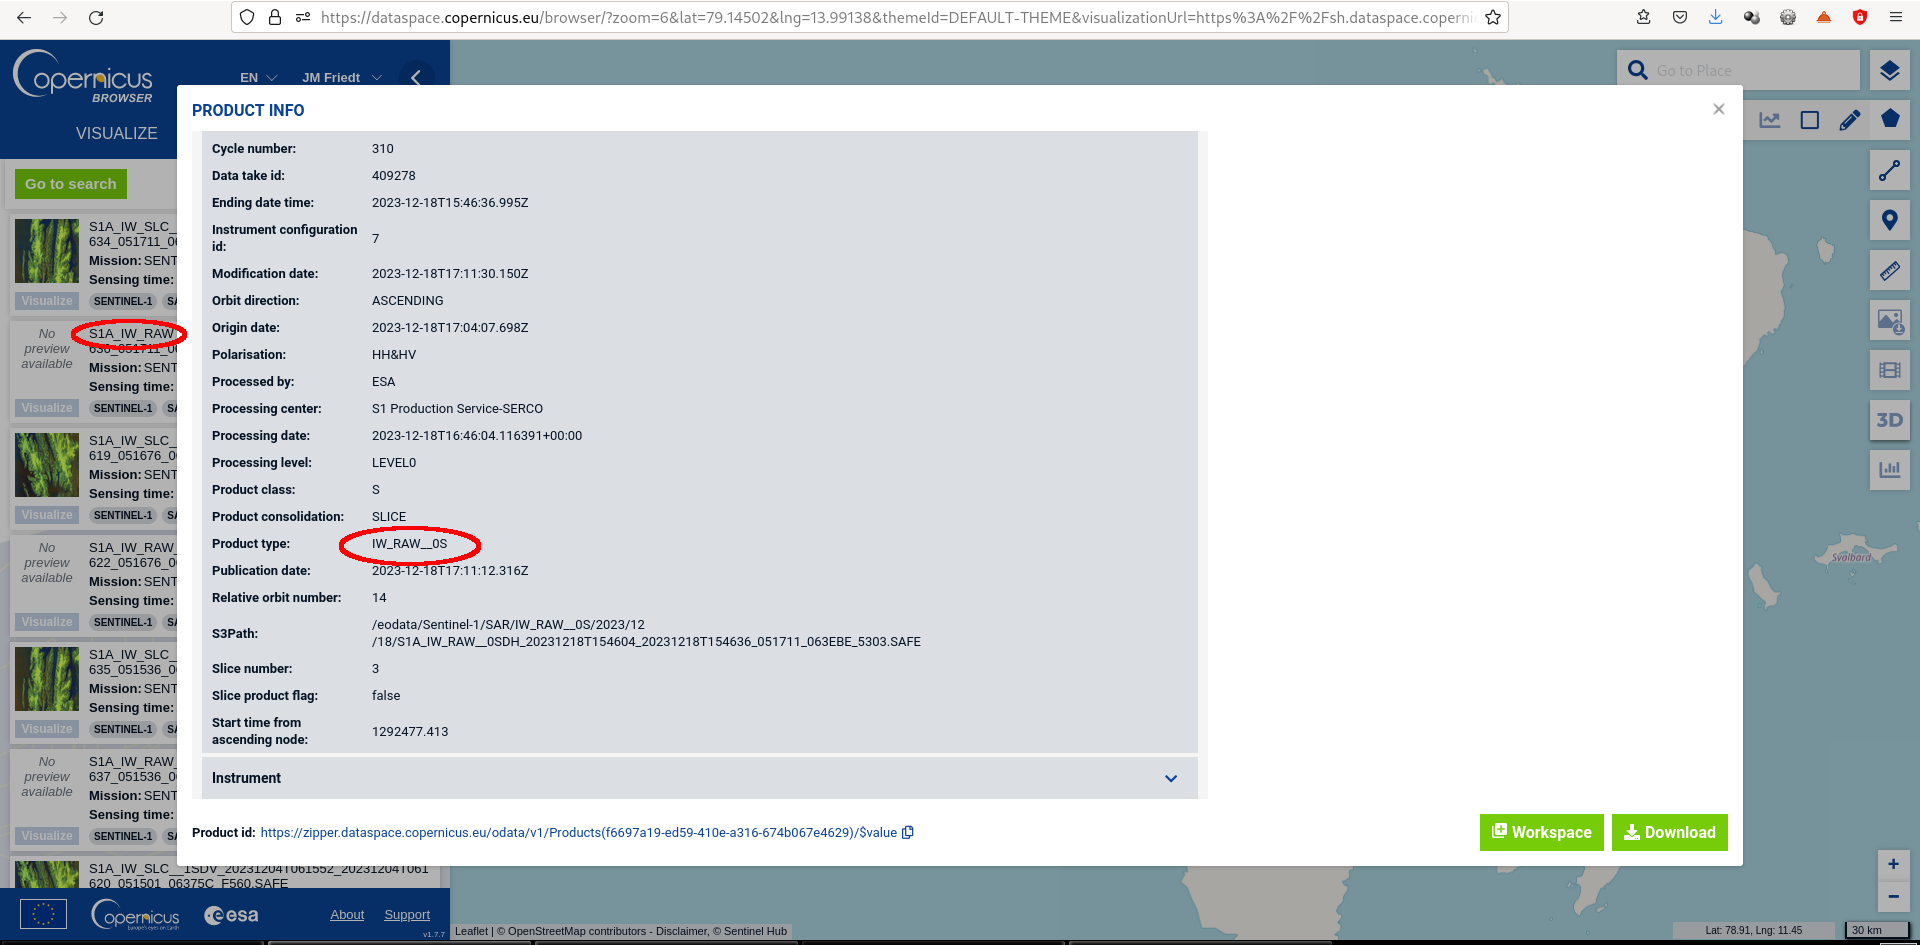 https://dataspace.copernicus.eu/browser/?zoom=6&lat=79.14502&lng=13.99138&themeId=DEFAULT-THEME&visualizationUrl=https%3A%2F%2Fsh.dataspace.coperni
Copernicus
BROWSER
EN
JM Friedt
VISUALIZE
Go to search
S1A_IW_SLC_
634_051711_0
Mission: SENT
Sensing time:
Visualize
SENTINEL-1
No preview available
S1A_IW_RAW
630_051711_0
Mission: SENT
Sensing time:
Visualize
SENTINEL-1
S1A_IW_SLC_
619_051676_0
Mission: SENT
Sensing time:
Visualize
SENTINEL-1
No preview available
S1A_IW_RAW_
622_051676_0
Mission: SENT
Sensing time:
Visualize
SENTINEL-1
S1A_IW_SLC_
635_051536_0
Mission: SENT
Sensing time:
Visualize
SENTINEL-1
No preview available
S1A_IW_RAW_
637_051536_0
Mission: SENT
Sensing time:
Visualize
SENTINEL-1
S1A_IW_SLC__1SDV_20231204T061552_20231204T061
620_051501_06375C_F560.SAFE
Copernicus
Europe's eyes on Earth
esa
About
Support
v1.7.7
PRODUCT INFO
Cycle number: 310
Data take id: 409278
Ending date time: 2023-12-18T15:46:36.995Z
Instrument configuration
id: 7
Modification date: 2023-12-18T17:11:30.150Z
Orbit direction: ASCENDING
Origin date: 2023-12-18T17:04:07.698Z
Polarisation: HH&HV
Processed by: ESA
Processing center: S1 Production Service-SERCO
Processing date: 2023-12-18T16:46:04.116391+00:00
Processing level: LEVEL0
Product class: S
Product consolidation: SLICE
Product type: IW_RAW__0S
Publication date: 2023-12-18T17:11:12.316Z
Relative orbit number: 14
S3Path: /eodata/Sentinel-1/SAR/IW_RAW__0S/2023/12
/18/S1A_IW_RAW__0SDH_20231218T154604_20231218T154636_051711_063EBE_5303.SAFE
Slice number: 3
Slice product flag: false
Start time from
ascending node: 1292477.413
Instrument
Product id: https://zipper.dataspace.copernicus.eu/odata/v1/Products(f6697a19-ed59-410e-a316-674b067e4629)/$value
Workspace
Download
Go to Place
3D
Svalbard
Leaflet | © OpenStreetMap contributors - Disclaimer, © Sentinel Hub
Lat: 78.91, Lng: 11.45
30 km